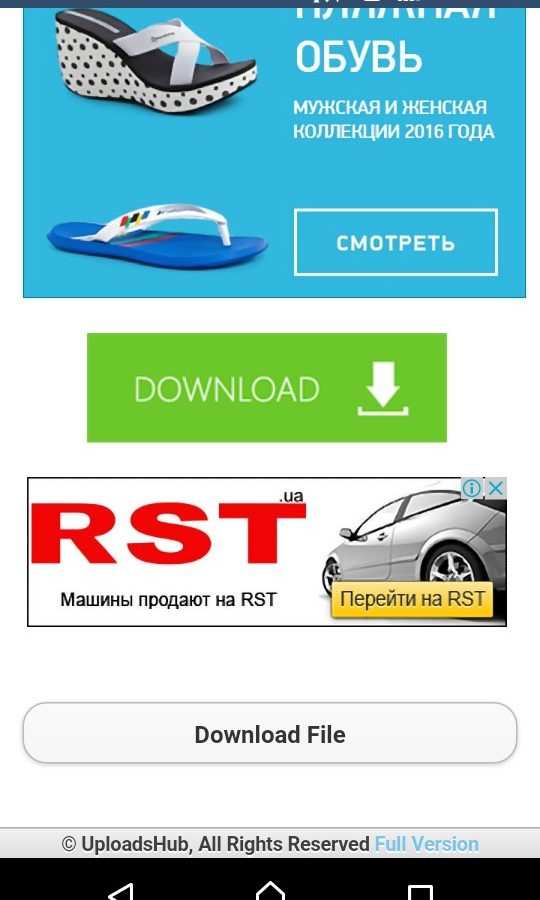 ПЛЯЖНАЯ
ОБУВЬ
МУЖСКАЯ И ЖЕНСКАЯ
КОЛЛЕКЦИИ 2016 ГОДА
СМОТРЕТЬ
DOWNLOAD
.ua
RST
Машины продают на RST
Перейти на RST
Download File
© UploadsHub, All Rights Reserved Full Version